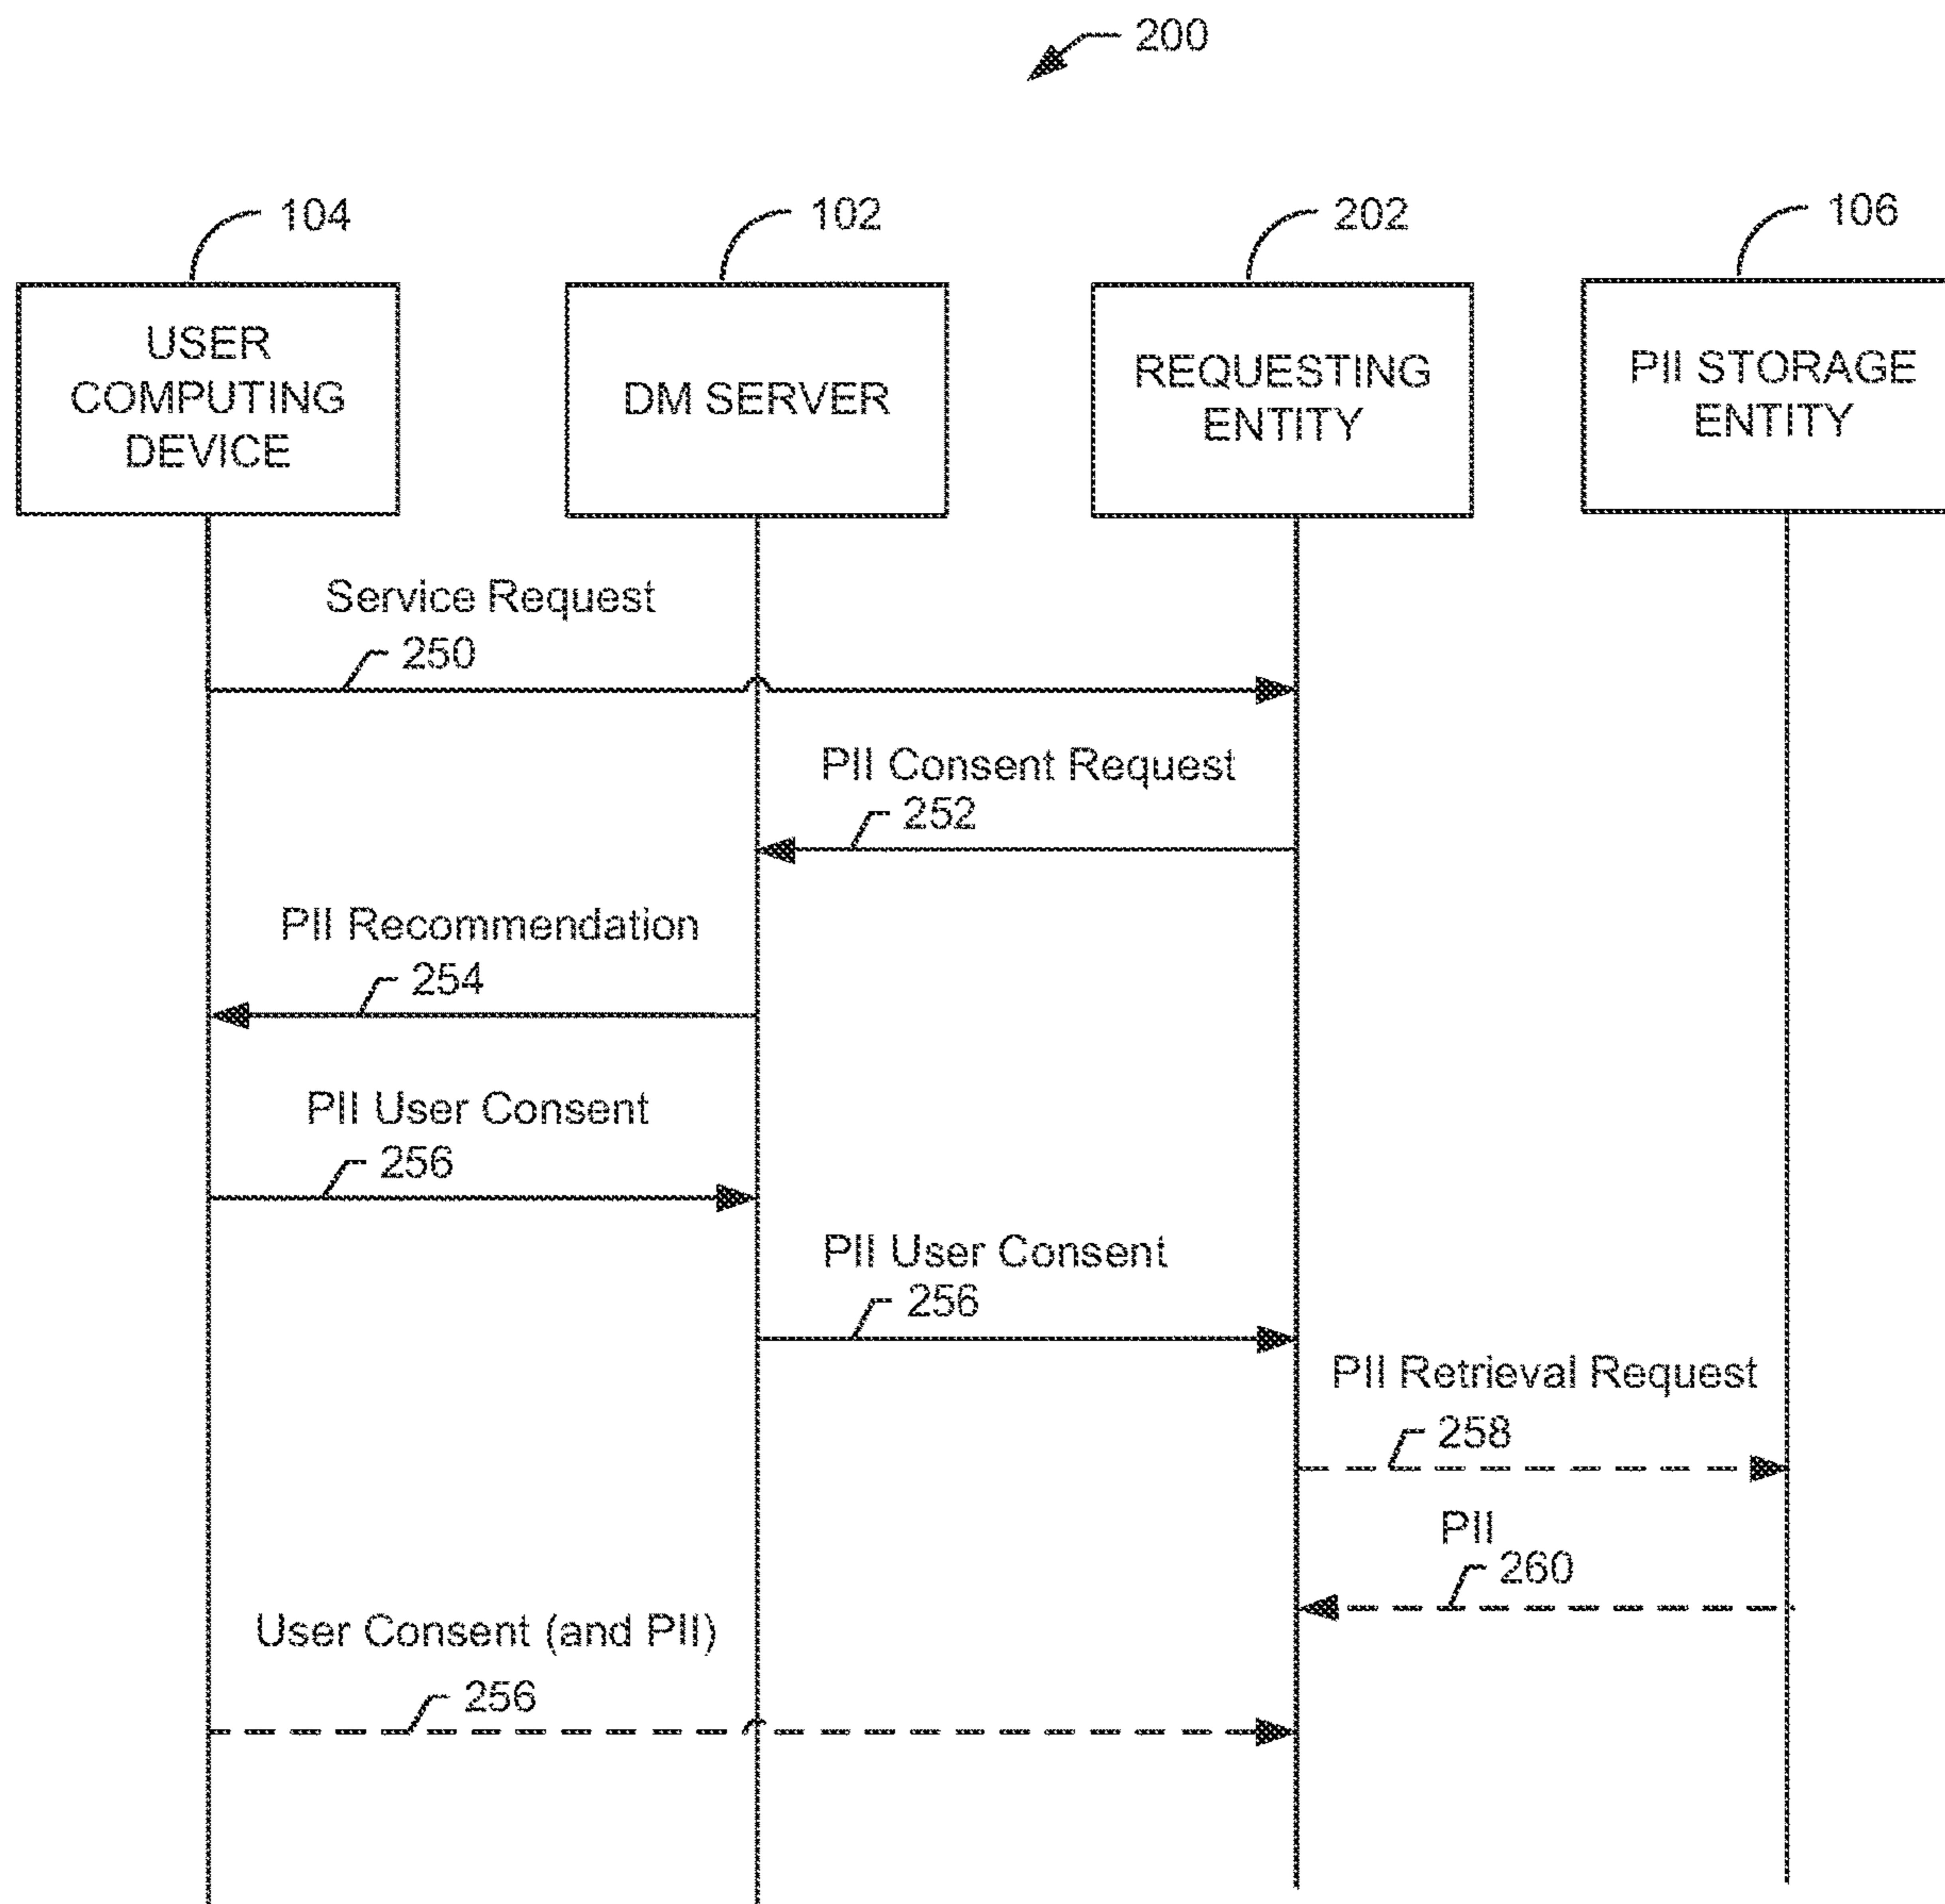 200
104
102
202
106
USER
COMPUTING
DEVICE
DM SERVER
REQUESTING
ENTITY
PII STORAGE
ENTITY
Service Request
250
PII Consent Request
252
PII Recommendation
254
PII User Consent
256
PII User Consent
256
PII Retrieval Request
258
PII
260
User Consent (and PII)
256